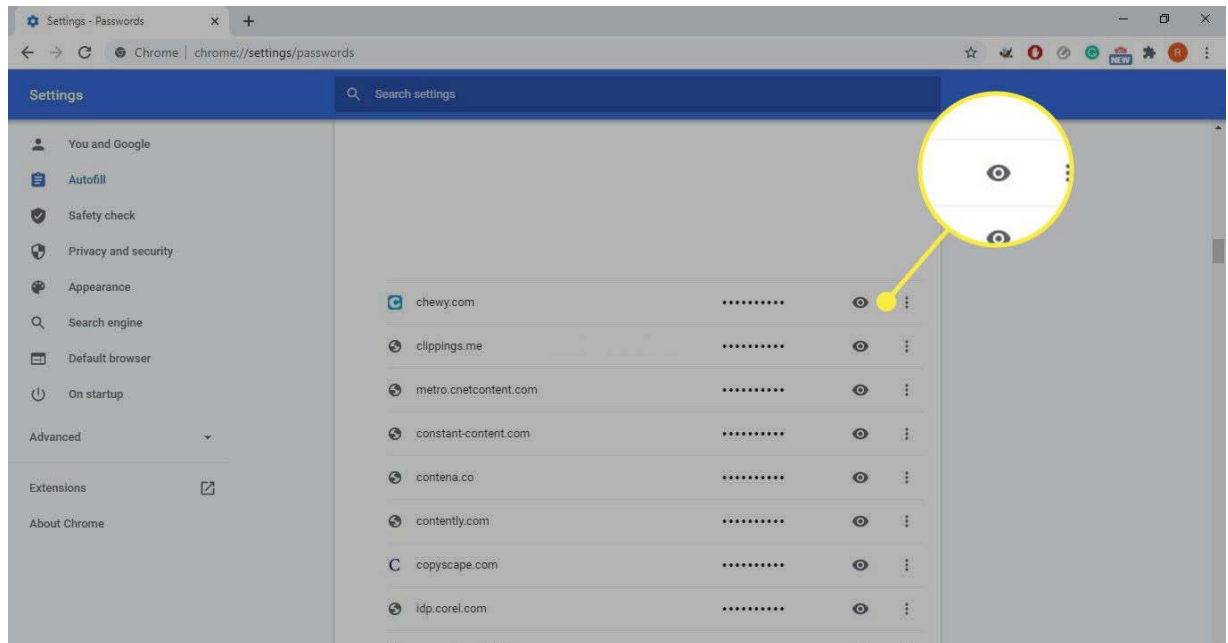 Settings - Passwords
Chrome | chrome://settings/passwords
NEW
R
Settings
Search settings
You and Google
Autofill
Safety check
Privacy and security
Appearance
Search engine
Default browser
On startup
Advanced
Extensions
About Chrome
chewy.com ••••••••••
clippings.me ••••••••••
metro.cnetcontent.com ••••••••••
constant-content.com ••••••••••
contena.co ••••••••••
contently.com ••••••••••
C copyscape.com ••••••••••
idp.corel.com ••••••••••